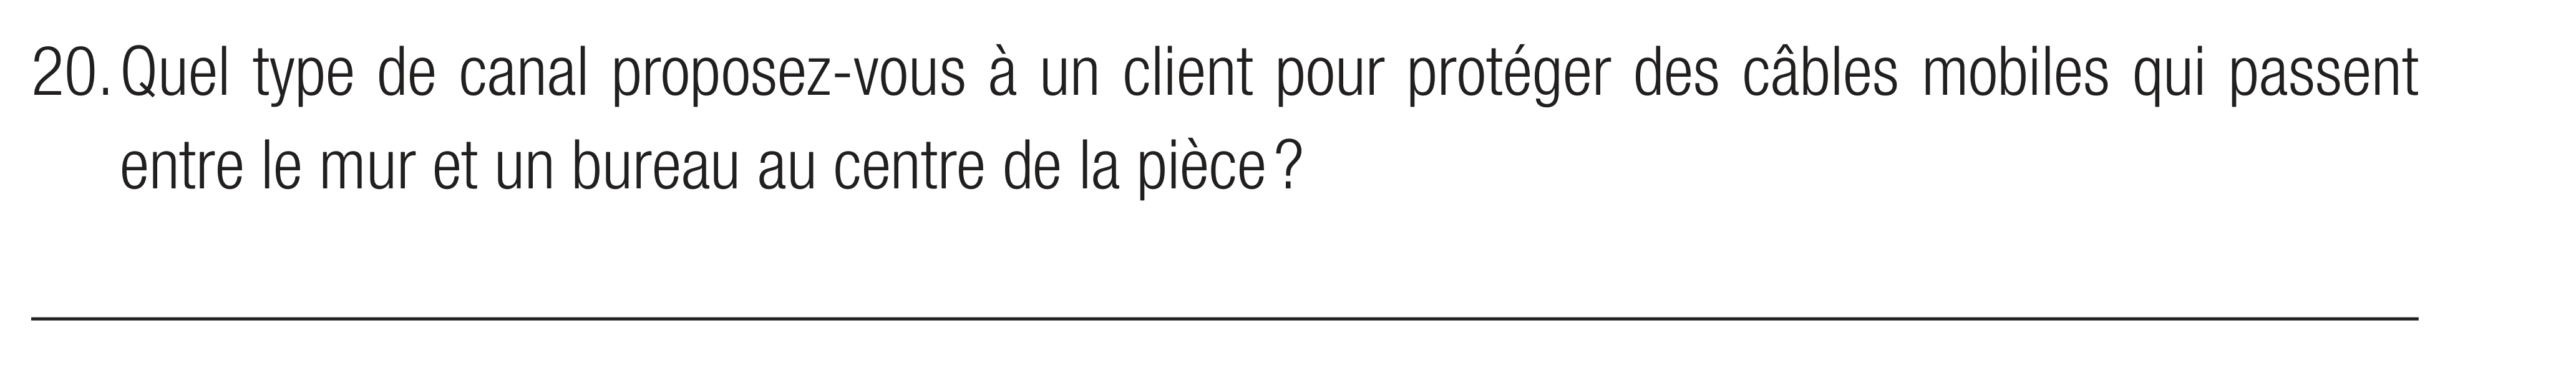 20. Quel type de canal proposez-vous à un client pour protéger des câbles mobiles qui passent
entre le mur et un bureau au centre de la pièce ?